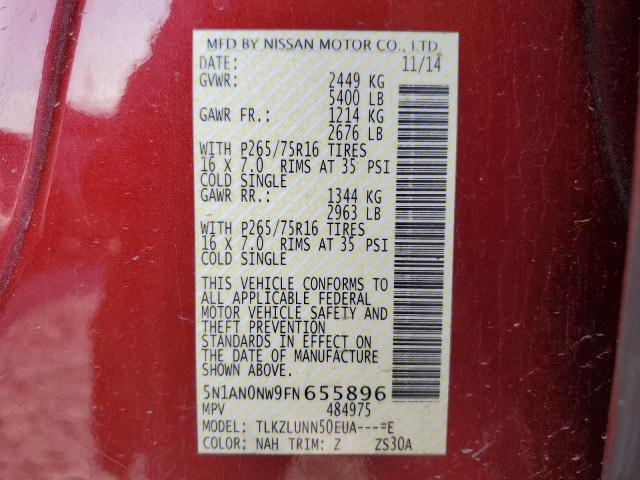 MFD BY NISSAN MOTOR CO., LTD
DATE: 11/14
GVWR: 2449 KG
5400 LB
GAWR FR.: 1214 KG
2676 LB
WITH P265/75R16 TIRES
16 X 7.0 RIMS AT 35 PSI
COLD SINGLE
GAWR RR.: 1344 KG
2963 LB
WITH P265/75R16 TIRES
16 X 7.0 RIMS AT 35 PSI
COLD SINGLE
THIS VEHICLE CONFORMS TO
ALL APPLICABLE FEDERAL
MOTOR VEHICLE SAFETY AND
THEFT PREVENTION
STANDARDS IN EFFECT ON
THE DATE OF MANUFACTURE
SHOWN ABOVE.
5N1AN0NW9FN655896
MPV 484975
MODEL: TLKZLUNN50EUA----E
COLOR: NAH TRIM: Z ZS30A